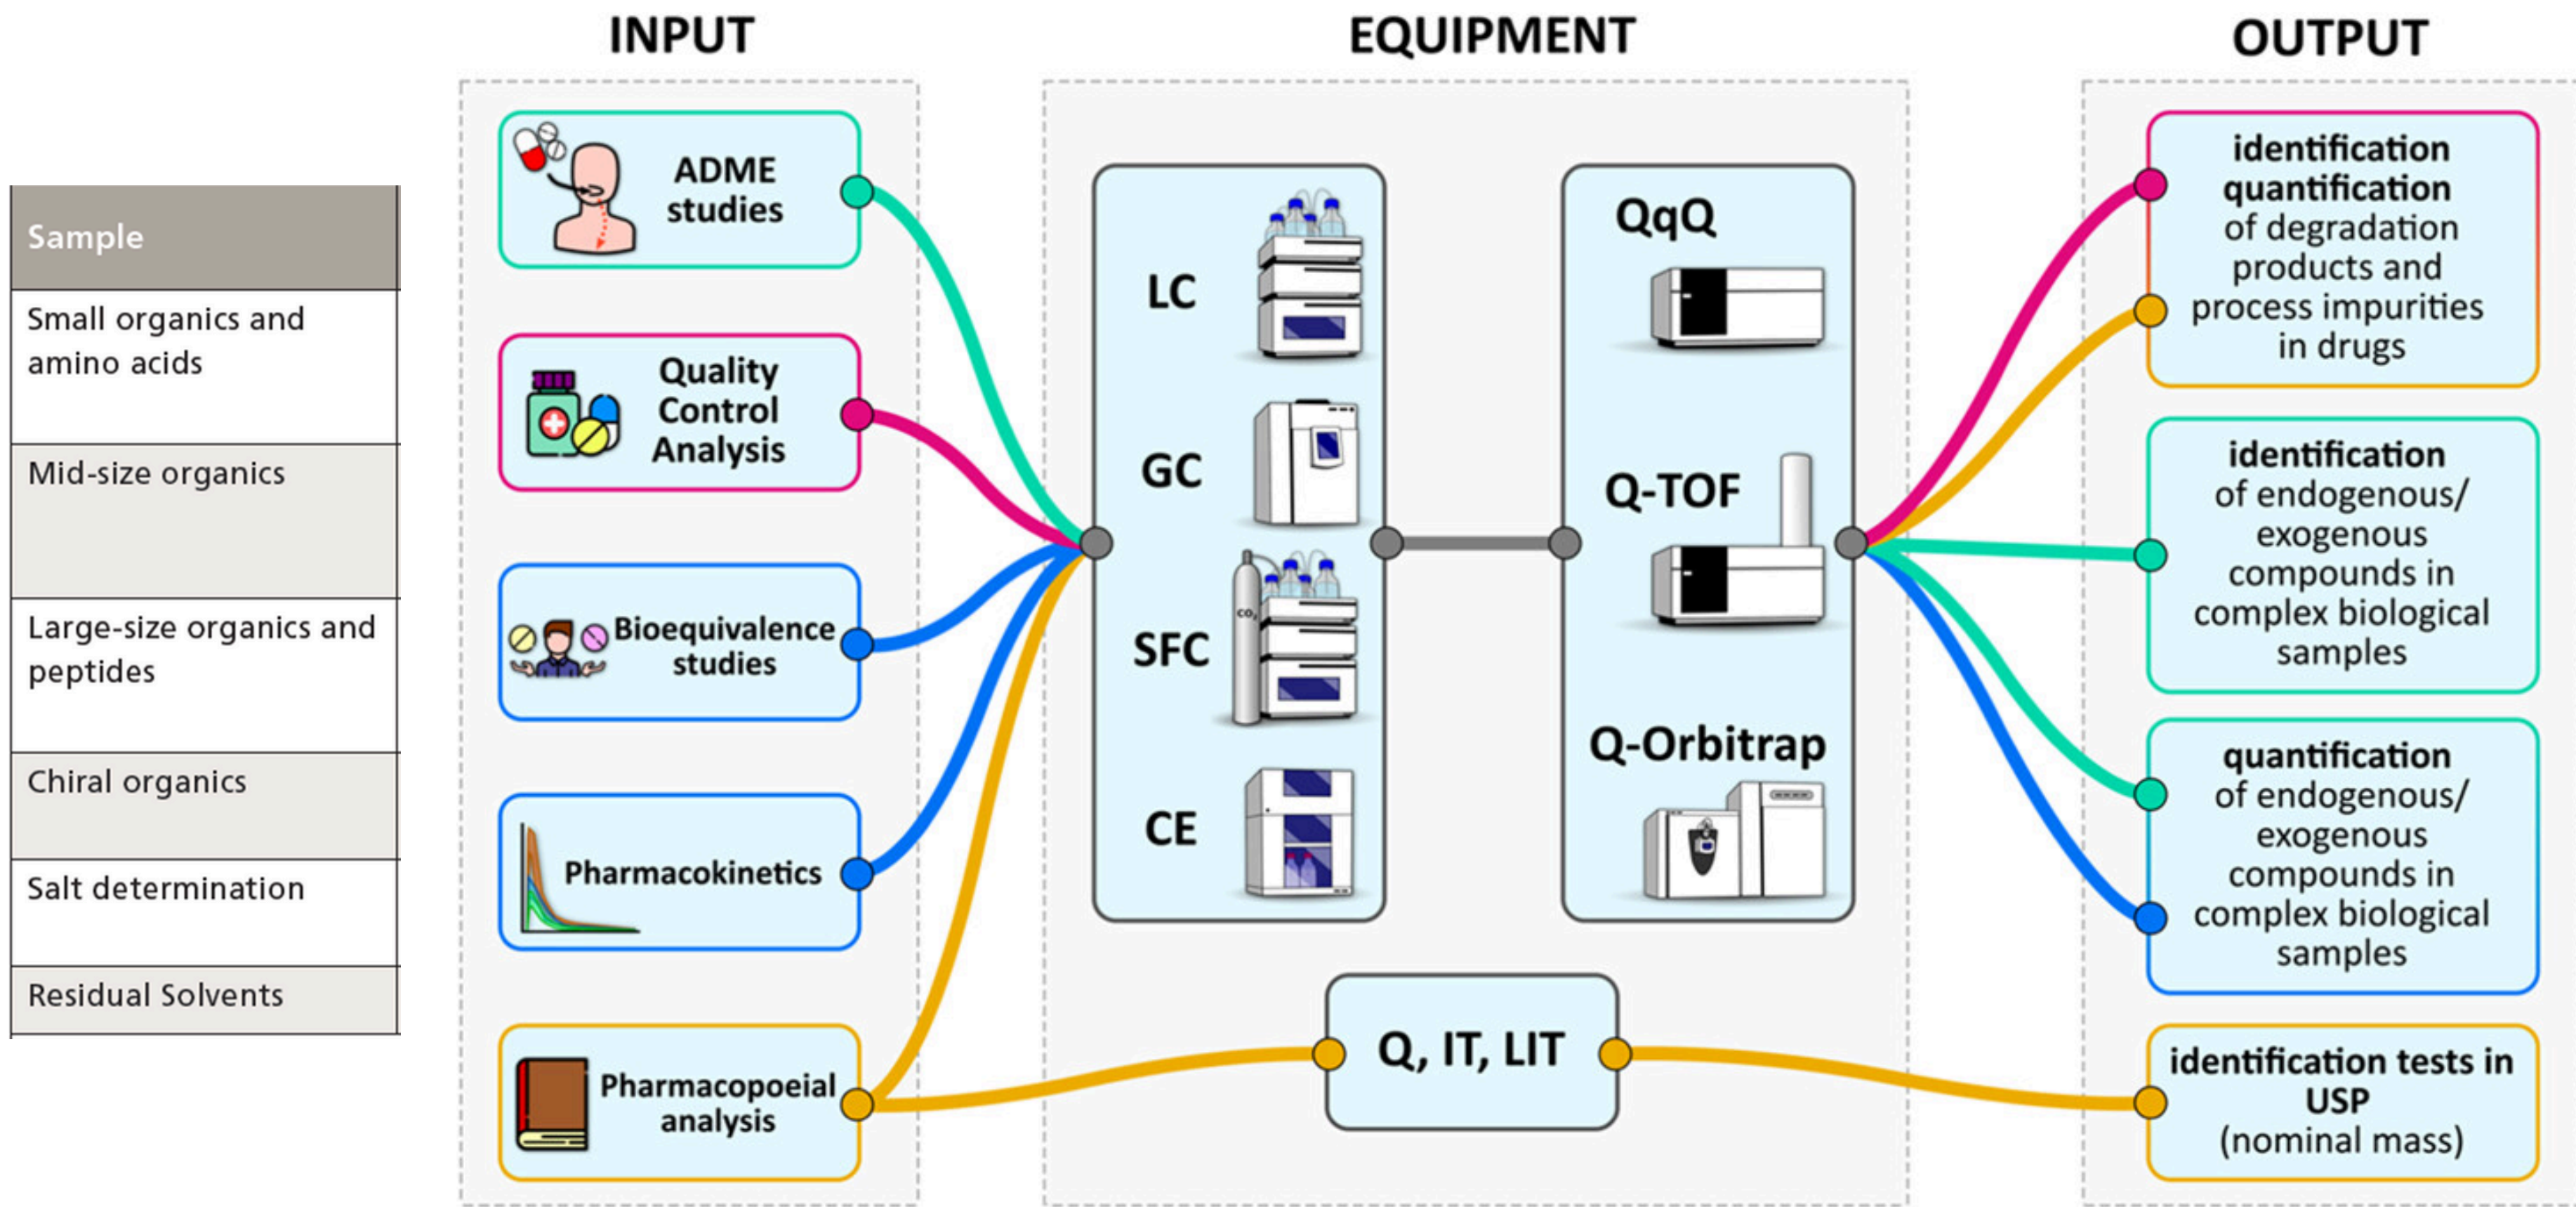 Sample
Small organics and
amino acids
Mid-size organics
Large-size organics and
peptides
Chiral organics
Salt determination
Residual Solvents
INPUT
ADME
studies
Quality
Control
Analysis
Bioequivalence
studies
Pharmacokinetics
Pharmacopoeial
analysis
EQUIPMENT
LC
GC
CO₂
SFC
CE
QqQ
Q-TOF
Q-Orbitrap
Q, IT, LIT
OUTPUT
identification
quantification
of degradation
products and
process impurities
in drugs
identification
of endogenous/
exogenous
compounds in
complex biological
samples
quantification
of endogenous/
exogenous
compounds in
complex biological
samples
identification tests in
USP
(nominal mass)